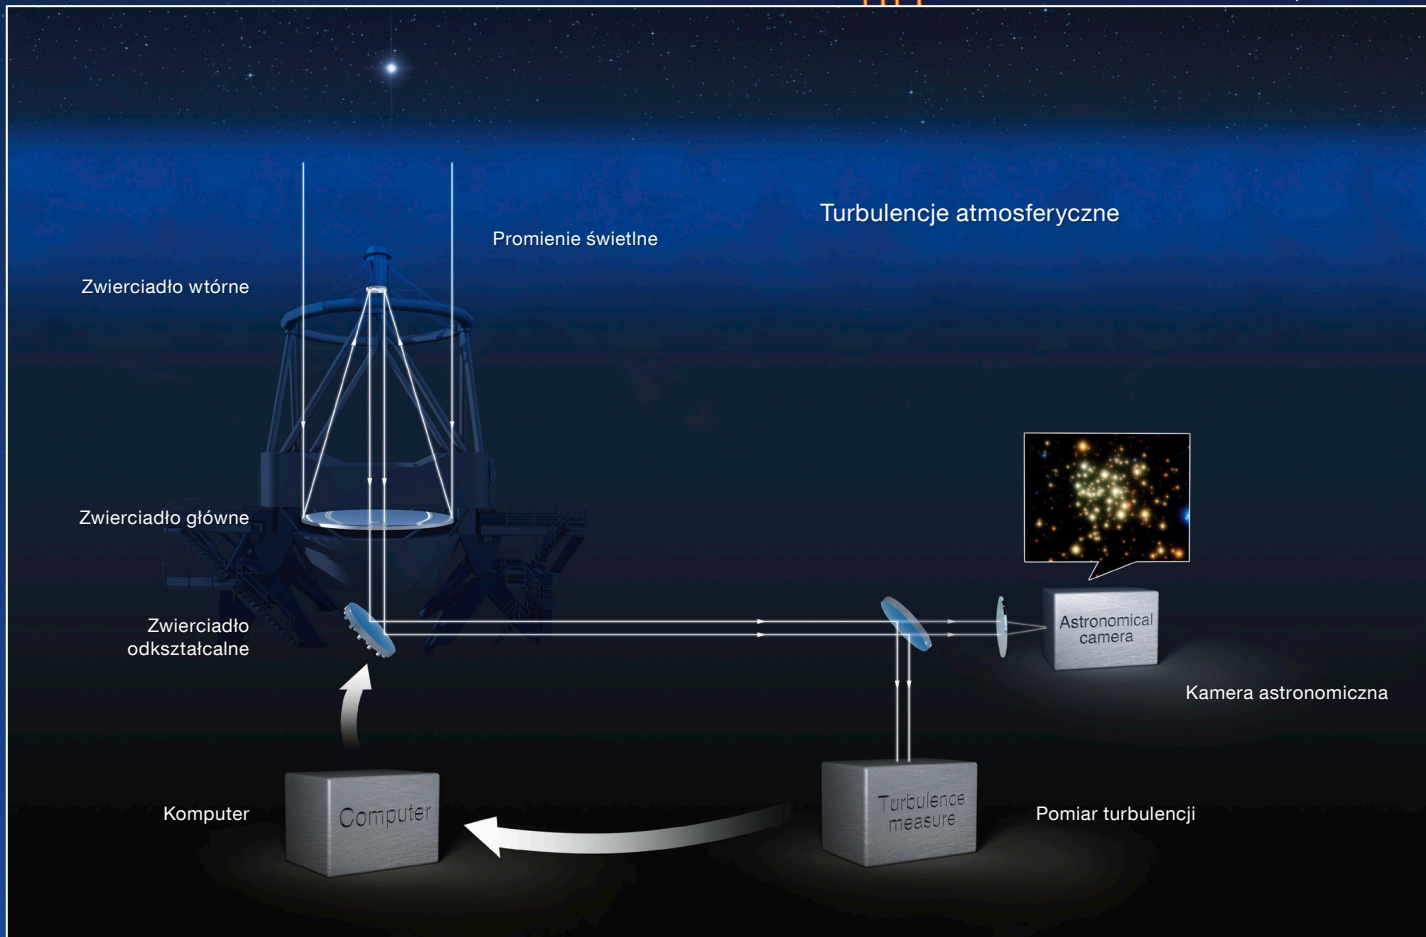 Turbulencje atmosferyczne
Promienie świetlne
Zwierciadło wtórne
Zwierciadło główne
Zwierciadło
odkształcalne
Astronomical
camera
Kamera astronomiczna
Komputer
Computer
Turbulence
measure
Pomiar turbulencji